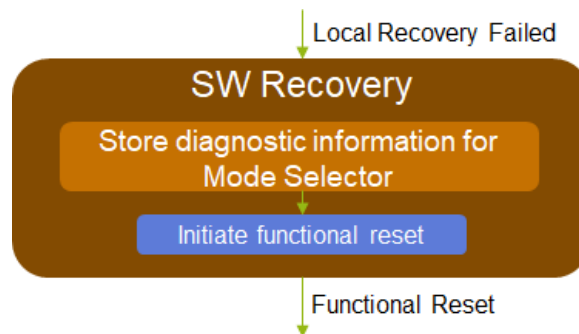 Local Recovery Failed
SW Recovery
Store diagnostic information for
Mode Selector
Initiate functional reset
Functional Reset